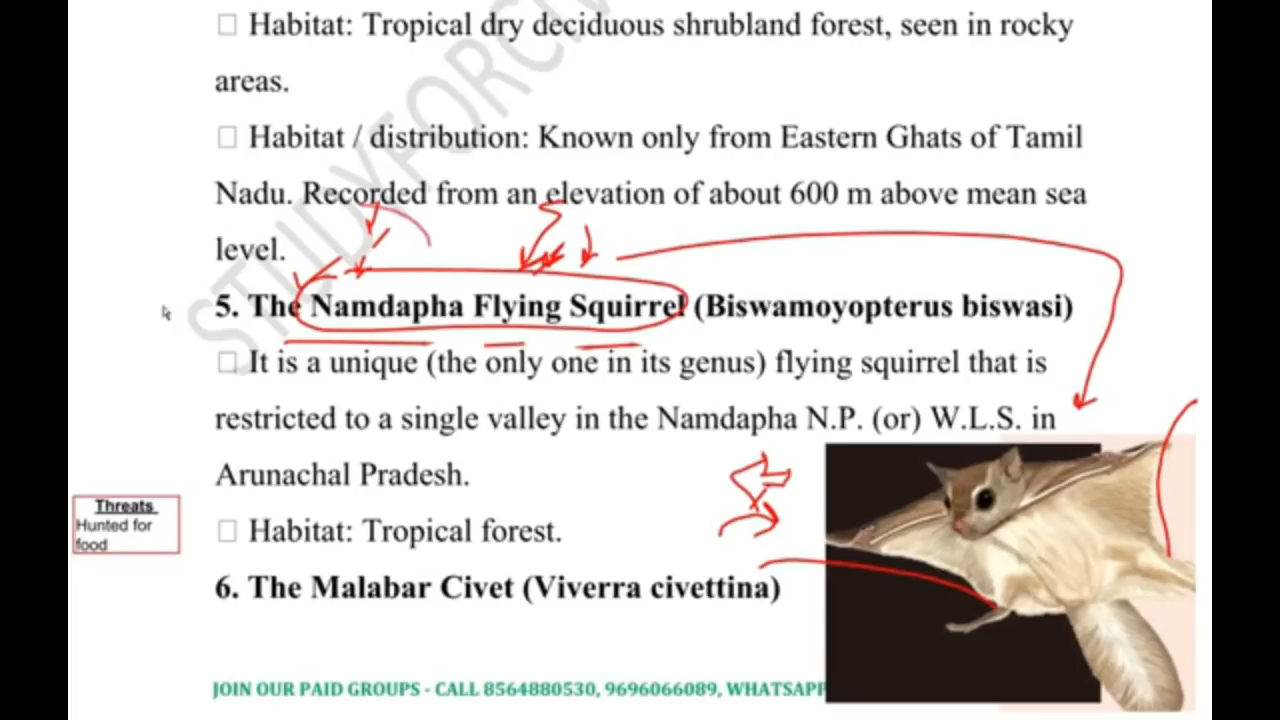 □ Habitat: Tropical dry deciduous shrubland forest, seen in rocky
areas.
□ Habitat / distribution: Known only from Eastern Ghats of Tamil
Nadu. Recorded from an elevation of about 600 m above mean sea
level.
5. The Namdapha Flying Squirrel (Biswamoyopterus biswasi)
□ It is a unique (the only one in its genus) flying squirrel that is
restricted to a single valley in the Namdapha N.P. (or) W.L.S. in
Arunachal Pradesh.
Threats
Hunted for
food
□ Habitat: Tropical forest.
6. The Malabar Civet (Viverra civettina)
JOIN OUR PAID GROUPS - CALL 8564880530, 9696066089, WHATSAPP
STUDYFORCIV